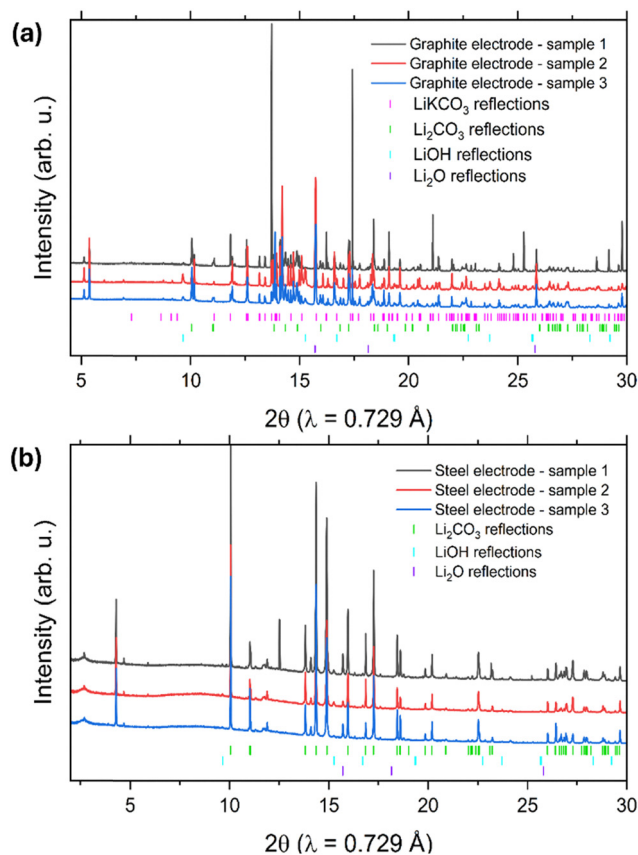 (a)
Graphite electrode - sample 1
Graphite electrode - sample 2
Graphite electrode - sample 3
LiKCO₃ reflections
Li₂CO₃ reflections
LiOH reflections
Li₂O reflections
Intensity (arb. u.)
5 10 15 20 25 30
2θ (λ = 0.729 Å)
(b)
Steel electrode - sample 1
Steel electrode - sample 2
Steel electrode - sample 3
Li₂CO₃ reflections
LiOH reflections
Li₂O reflections
Intensity (arb. u.)
5 10 15 20 25 30
2θ (λ = 0.729 Å)